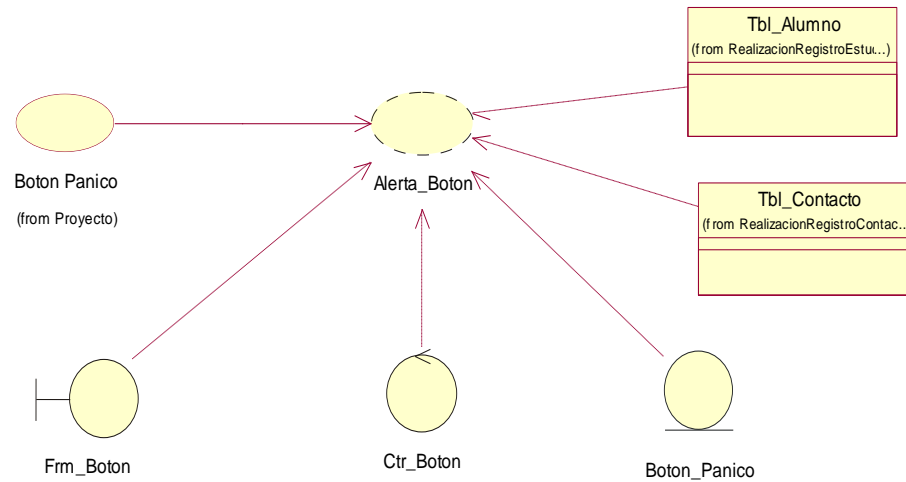 Tbl_Alumno
(from RealizacionRegistroEstu...)
Boton Panico
(from Proyecto)
Alerta_Boton
Tbl_Contacto
(from RealizacionRegistroContac...
Frm_Boton
Ctr_Boton
Boton_Panico